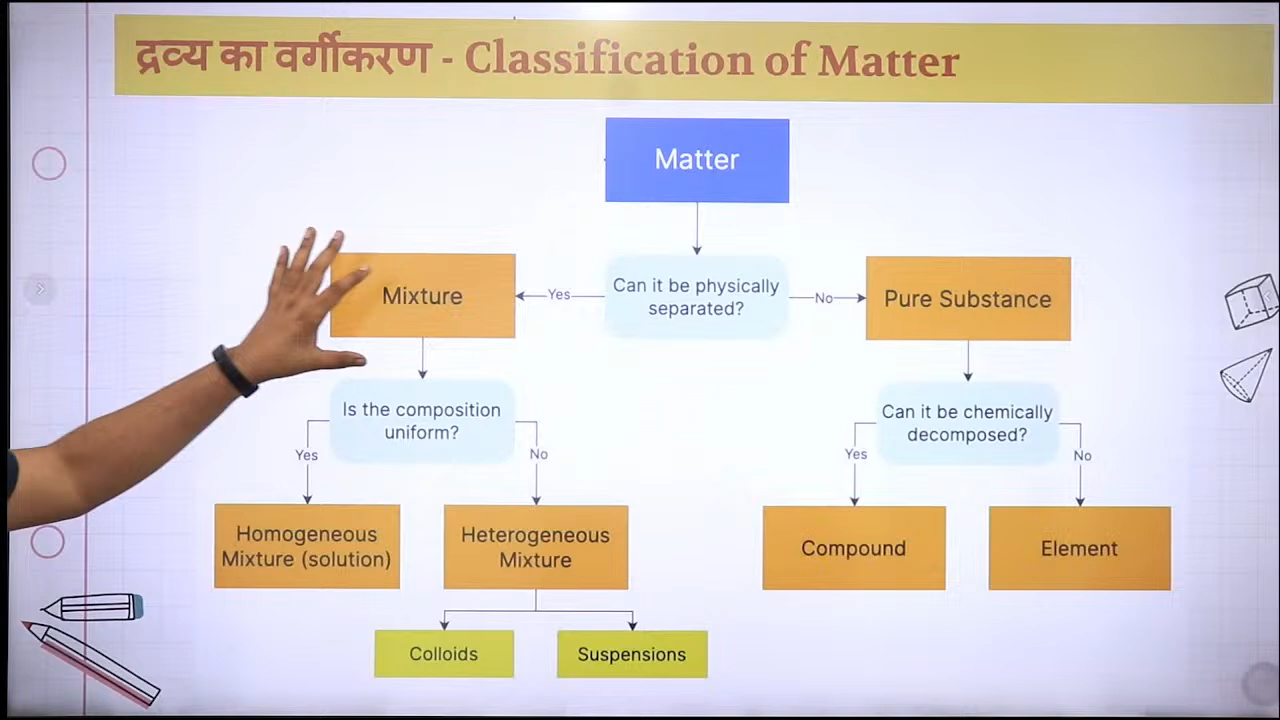 द्रव्य का वर्गीकरण - Classification of Matter
Matter
Can it be physically
separated?
Yes
No
Mixture
Pure Substance
Is the composition
uniform?
Yes
No
Can it be chemically
decomposed?
Yes
No
Homogeneous
Mixture (solution)
Heterogeneous
Mixture
Compound
Element
Colloids
Suspensions